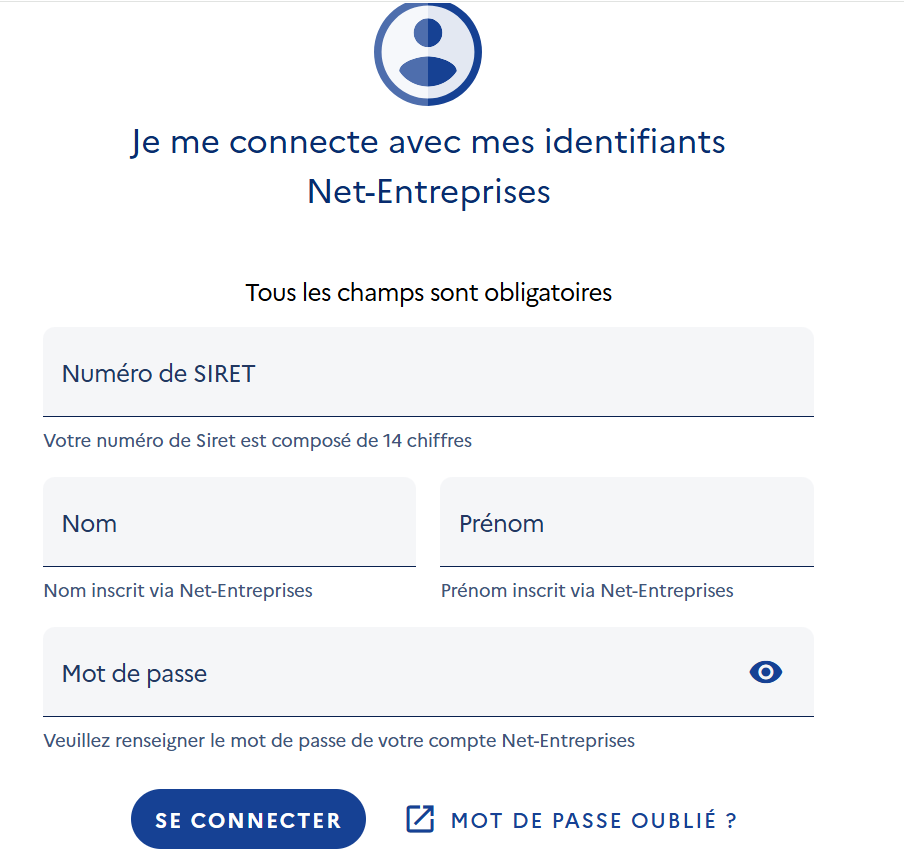 Je me connecte avec mes identifiants
Net-Entreprises
Tous les champs sont obligatoires
Numéro de SIRET
Votre numéro de Siret est composé de 14 chiffres
Nom
Prénom
Nom inscrit via Net-Entreprises
Prénom inscrit via Net-Entreprises
Mot de passe
Veuillez renseigner le mot de passe de votre compte Net-Entreprises
SE CONNECTER
MOT DE PASSE OUBLIÉ ?